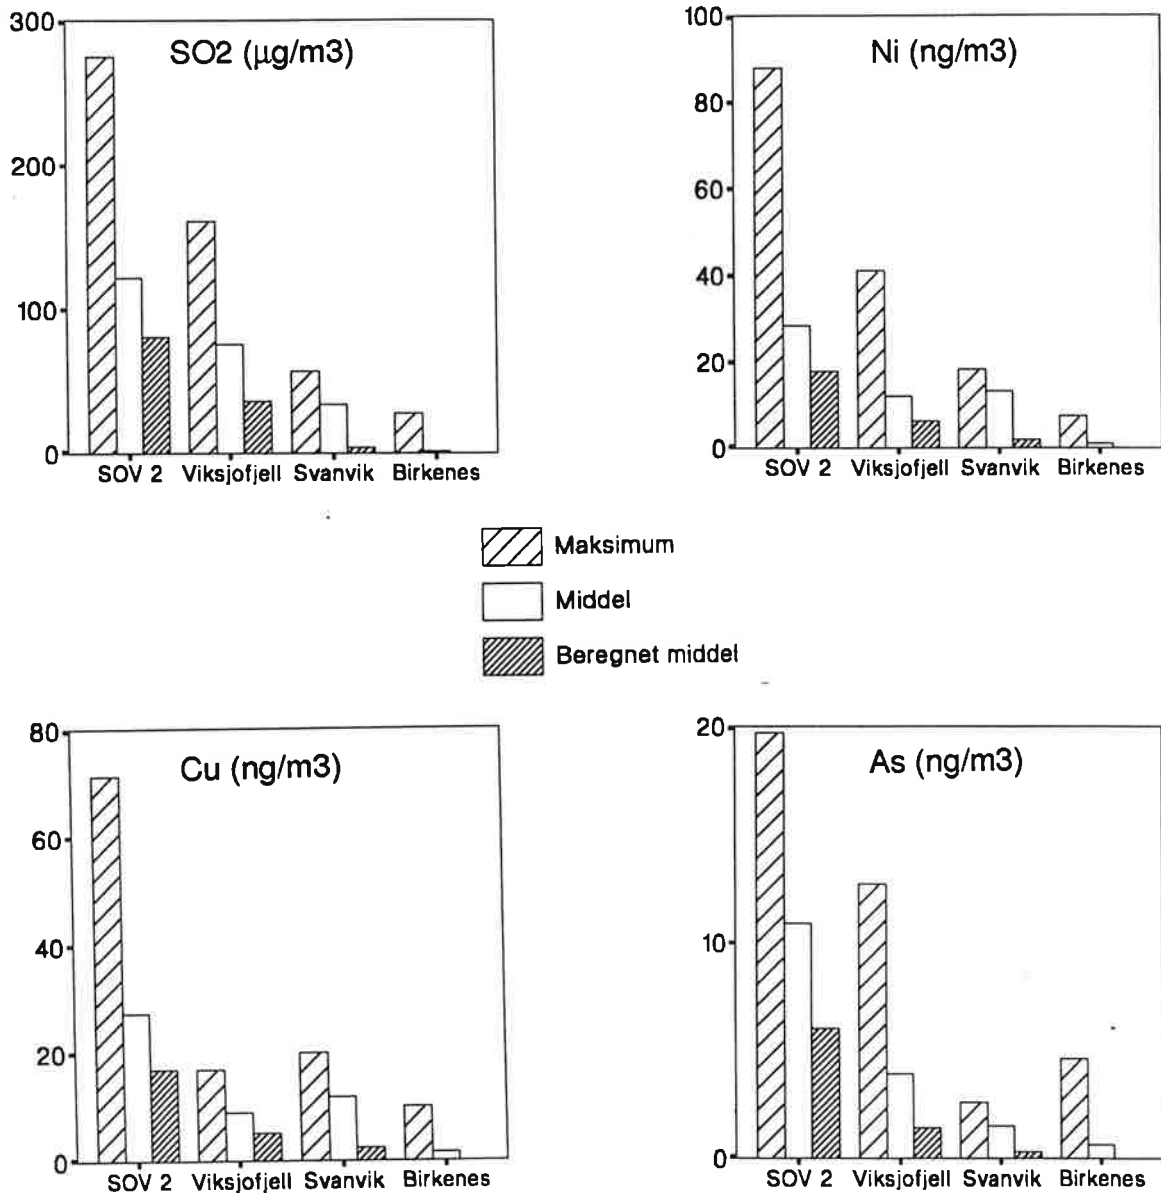 SO2 (µg/m3)
300
200
100
0
SOV 2 Viksjofjell Svanvik Birkenes
Ni (ng/m3)
100
80
60
40
20
0
SOV 2 Viksjofjell Svanvik Birkenes
Maksimum
Middel
Beregnet middel
Cu (ng/m3)
80
60
40
20
0
SOV 2 Viksjofjell Svanvik Birkenes
As (ng/m3)
20
10
0
SOV 2 Viksjofjell Svanvik Birkenes